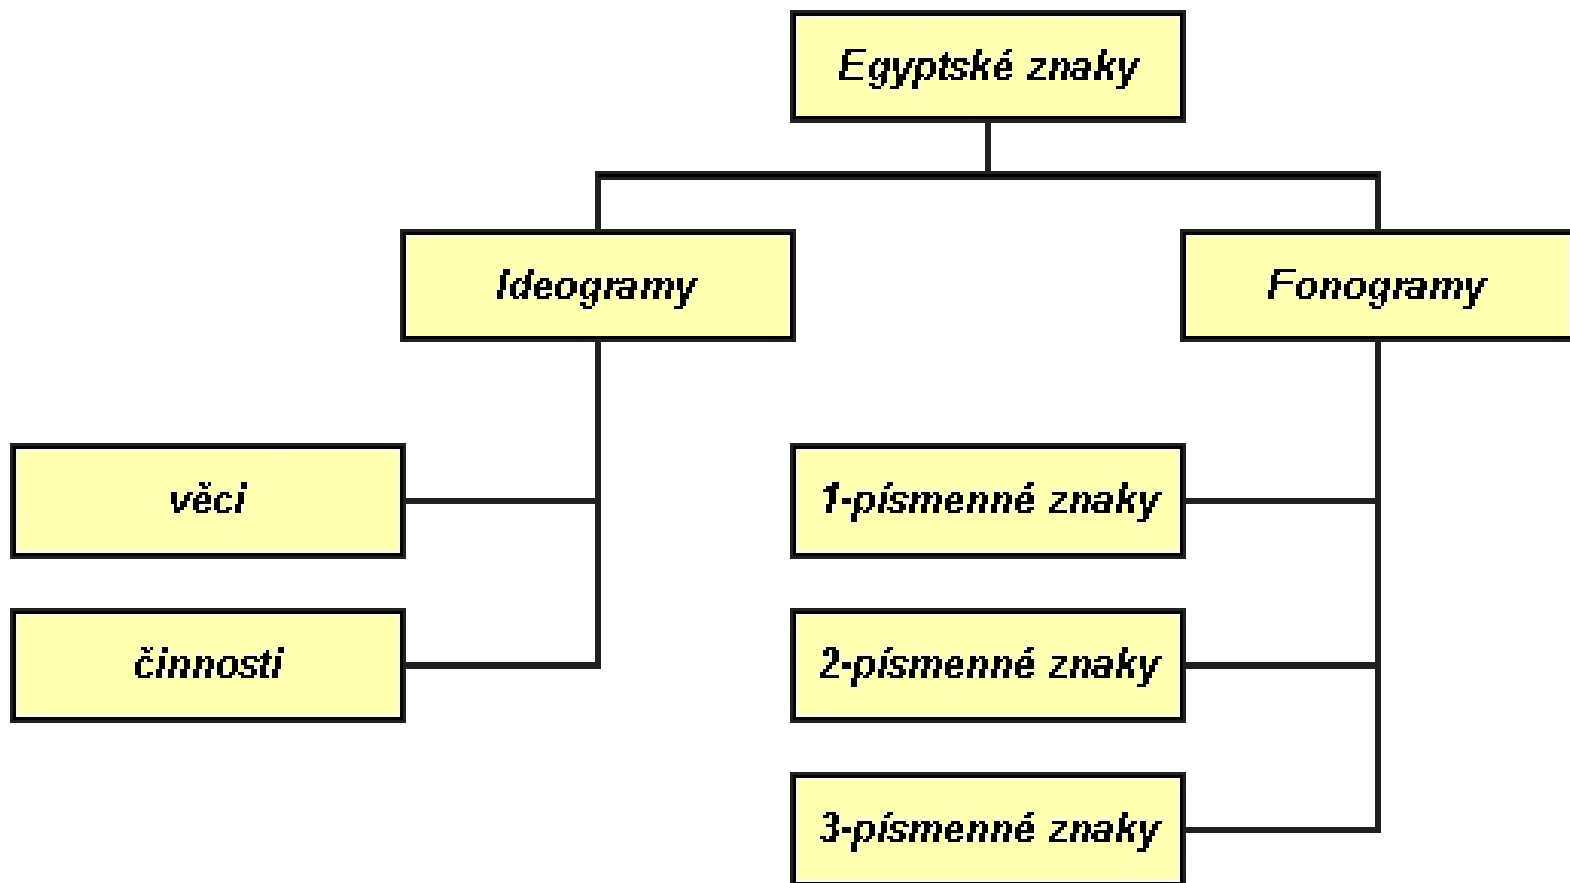 Egyptské znaky
Ideogramy
Fonogramy
věci
1-písmenné znaky
činnosti
2-písmenné znaky
3-písmenné znaky